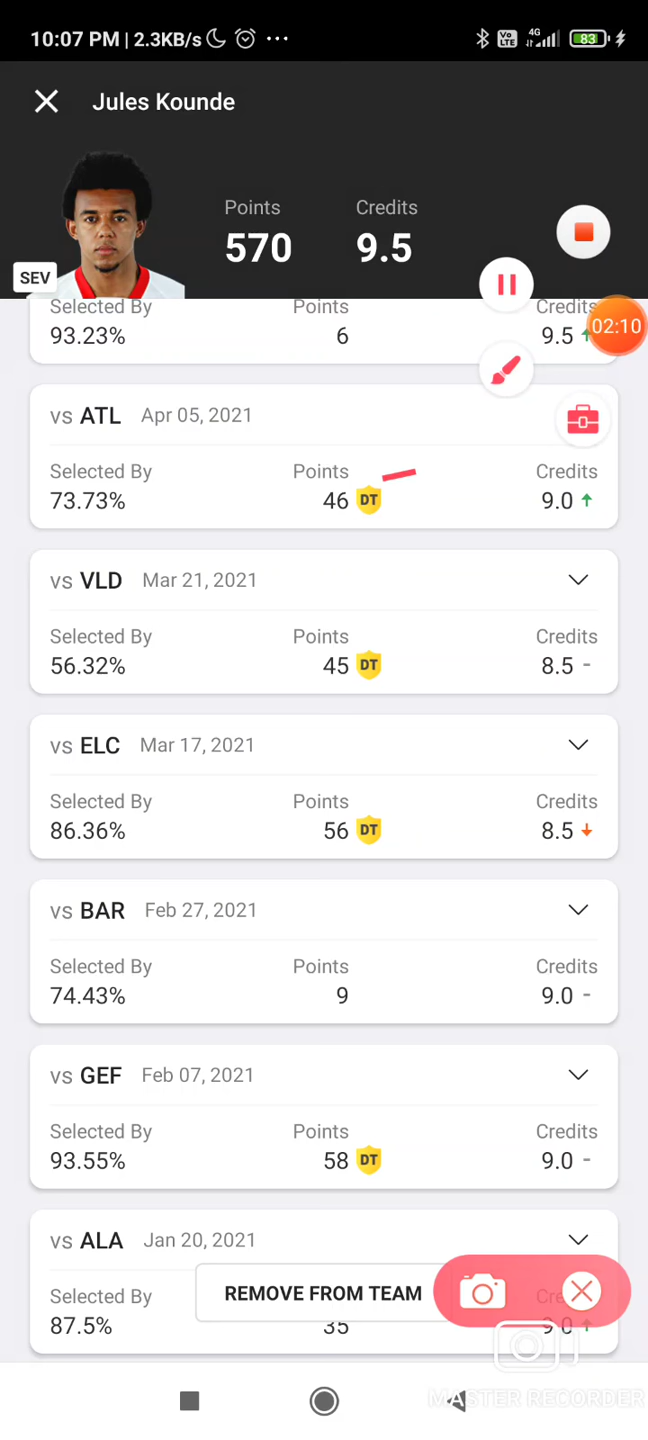 10:07 PM | 2.3KB/s ...
Vo LTE 4G 83
Jules Kounde
Points Credits
570 9.5
SEV
Selected By Points Credits
93.23% 6 9.5
02:10
vs ATL Apr 05, 2021
Selected By Points Credits
73.73% 46 DT 9.0
vs VLD Mar 21, 2021
Selected By Points Credits
56.32% 45 DT 8.5 -
vs ELC Mar 17, 2021
Selected By Points Credits
86.36% 56 DT 8.5
vs BAR Feb 27, 2021
Selected By Points Credits
74.43% 9 9.0 -
vs GEF Feb 07, 2021
Selected By Points Credits
93.55% 58 DT 9.0 -
vs ALA Jan 20, 2021
REMOVE FROM TEAM
Selected By Cre
87.5% 35 9.0
MASTER RECORDER